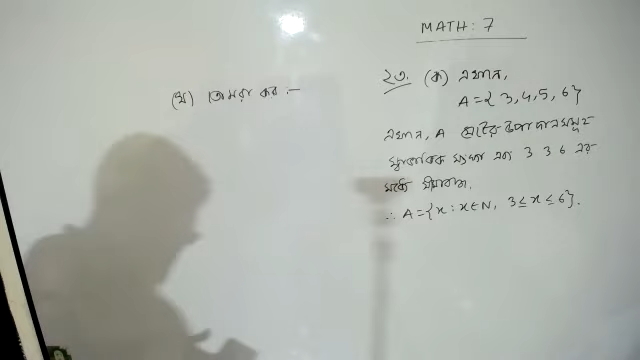 MATH: 7
২৩. (ক) এখানে,
A={ 3,4,5, 6}
এখানে, A সেটের উপাদানসমূহ
স্বাভাবিক সংখ্যা এবং 3 ও 6 এর
মধ্যে সীমাবদ্ধ.
∴ A={x : x∈N, 3≤x≤6}.
(খ) তোমরা কর :—